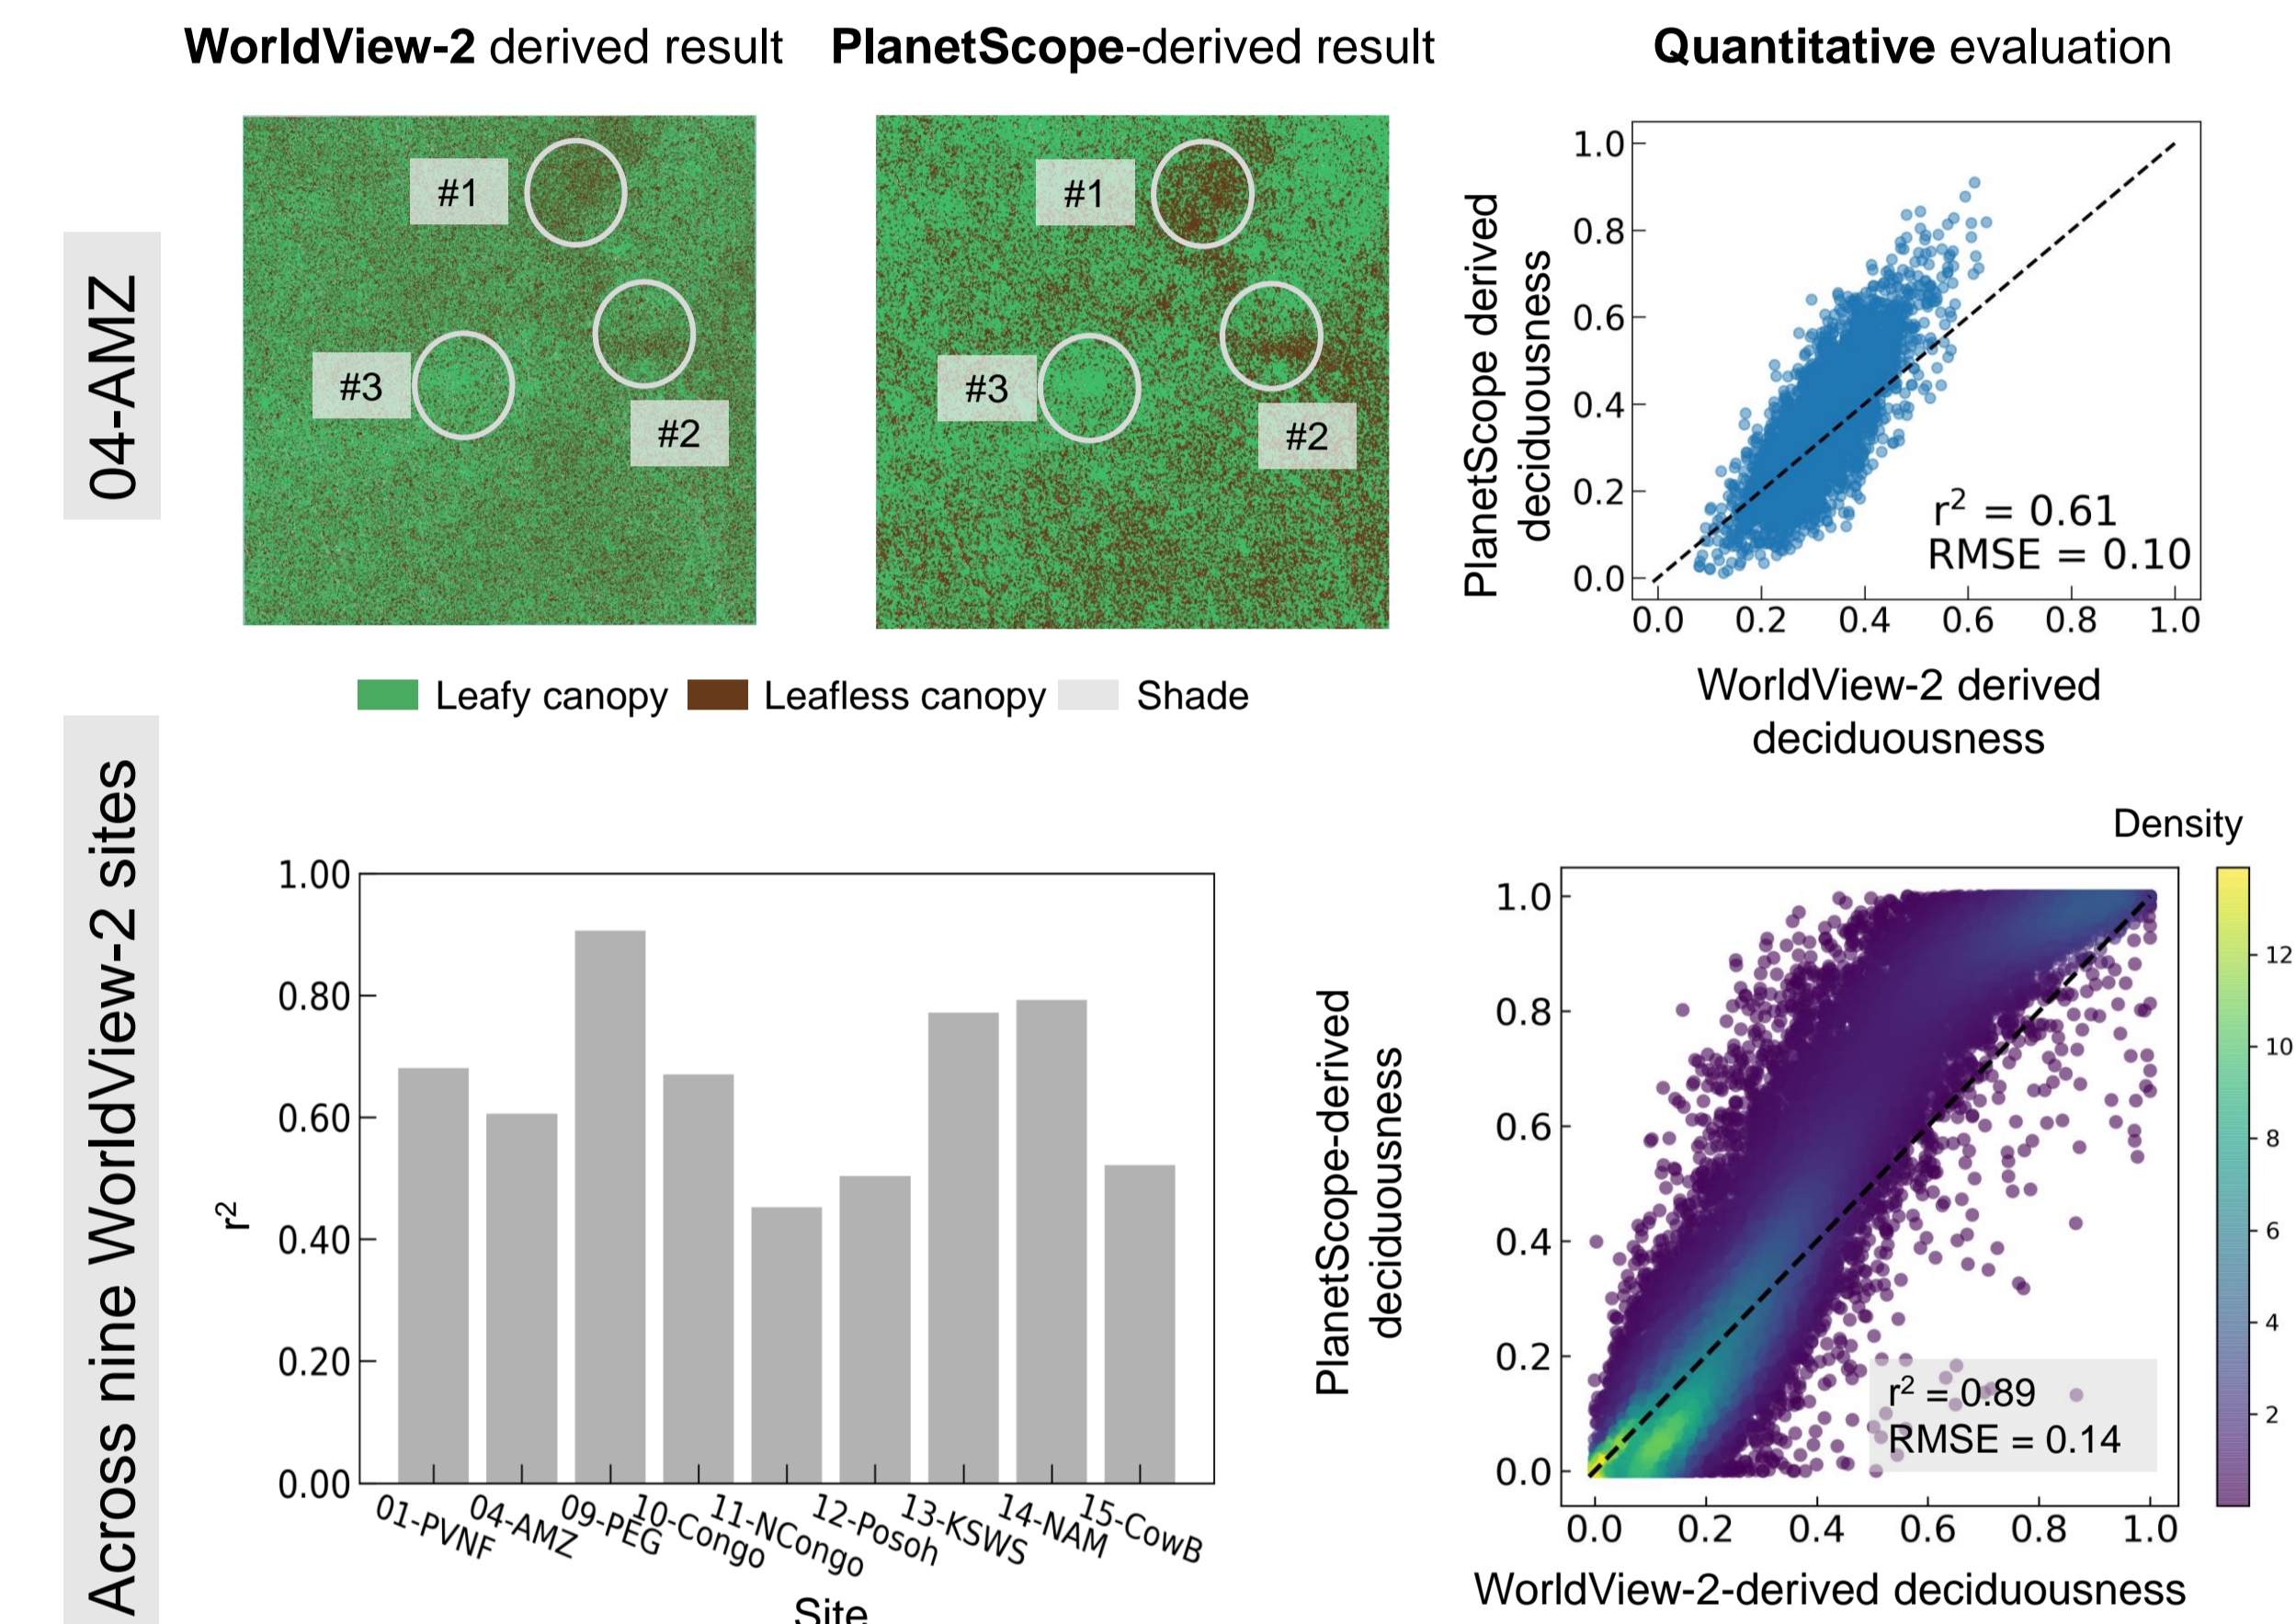 WorldView-2 derived result
PlanetScope-derived result
Quantitative evaluation
04-AMZ
#1
#2
#3
#1
#2
#3
Leafy canopy
Leafless canopy
Shade
PlanetScope derived
deciduousness
1.0
0.8
0.6
0.4
0.2
0.0
r² = 0.61
RMSE = 0.10
0.0 0.2 0.4 0.6 0.8 1.0
WorldView-2 derived
deciduousness
Across nine WorldView-2 sites
r²
1.00
0.80
0.60
0.40
0.20
0.00
01-PVNF
04-AMZ
09-PEG
10-Congo
11-NCongo
12-Posoh
13-KSWS
14-NAM
15-CowB
Site
PlanetScope-derived
deciduousness
1.0
0.8
0.6
0.4
0.2
0.0
r² = 0.89
RMSE = 0.14
0.0 0.2 0.4 0.6 0.8 1.0
WorldView-2-derived deciduousness
Density
12
10
8
6
4
2